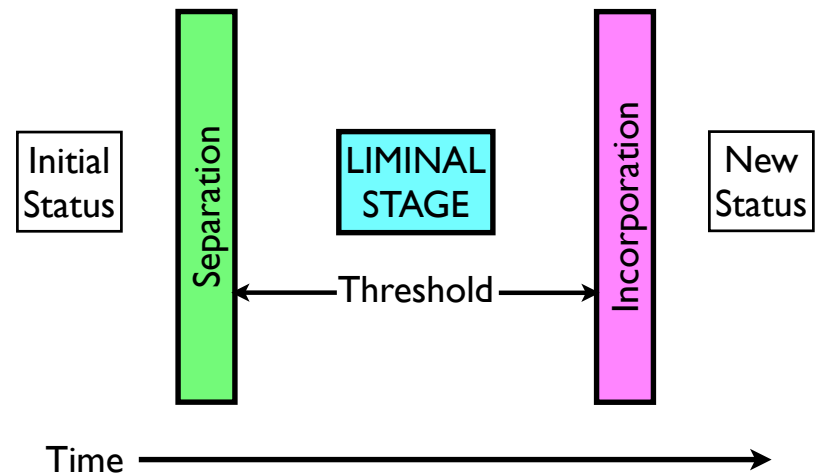 Initial
Status
Separation
LIMINAL
STAGE
Threshold
Incorporation
New
Status
Time